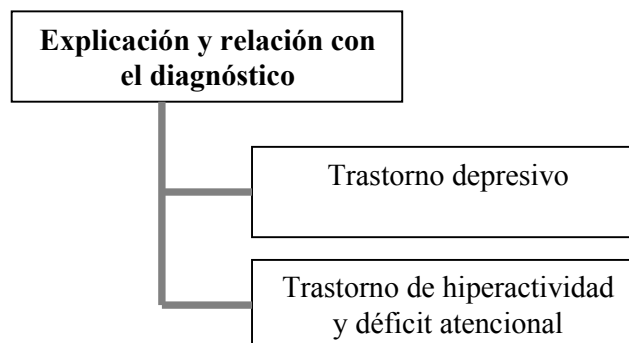 Explicación y relación con
el diagnóstico
Trastorno depresivo
Trastorno de hiperactividad
y déficit atencional